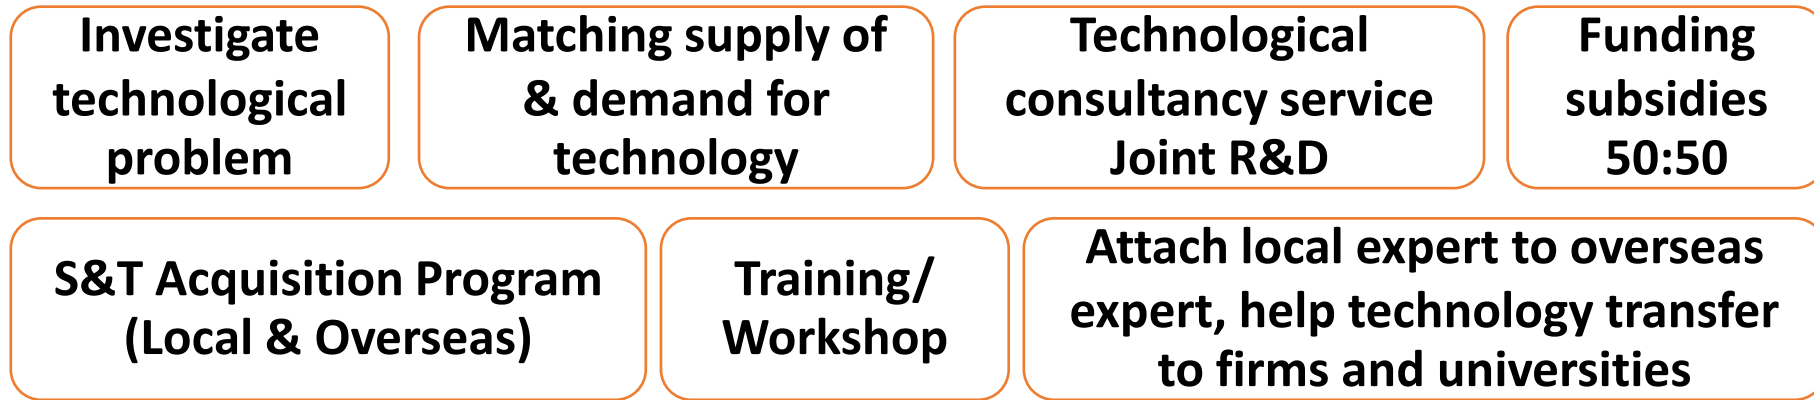 Investigate
technological
problem
Matching supply of
& demand for
technology
Technological
consultancy service
Joint R&D
Funding
subsidies
50:50
S&T Acquisition Program
(Local & Overseas)
Training/
Workshop
Attach local expert to overseas
expert, help technology transfer
to firms and universities